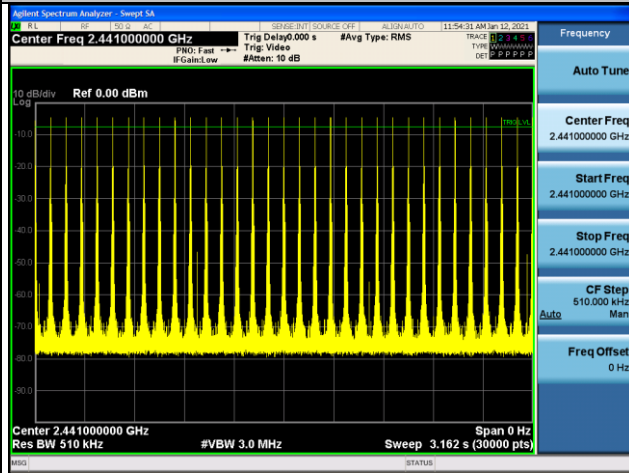 Agilent Spectrum Analyzer - Swept SA
RL RF 50 Ω AC SENSE:INT SOURCE OFF ALIGN AUTO 11:54:31 AM Jan 12, 2021
Center Freq 2.441000000 GHz
PNO: Fast
IFGain:Low
Trig Delay0.000 s
Trig: Video
#Atten: 10 dB
#Avg Type: RMS
TRACE 1 2 3 4 5 6
TYPE
DET P P P P P P
10 dB/div Ref 0.00 dBm
Log
TRIG LVL
-10.0
-20.0
-30.0
-40.0
-50.0
-60.0
-70.0
-80.0
-90.0
Center 2.441000000 GHz Span 0 Hz
Res BW 510 kHz #VBW 3.0 MHz Sweep 3.162 s (30000 pts)
MSG STATUS
Frequency
Auto Tune
Center Freq
2.441000000 GHz
Start Freq
2.441000000 GHz
Stop Freq
2.441000000 GHz
CF Step
510.000 kHz
Auto Man
Freq Offset
0 Hz